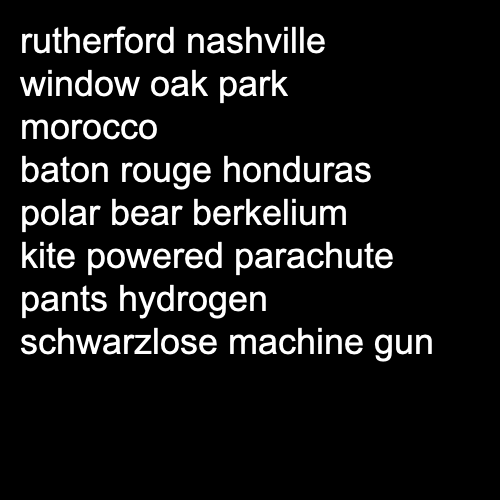 rutherford nashville
window oak park
morocco
baton rouge honduras
polar bear berkelium
kite powered parachute
pants hydrogen
schwarzlose machine gun